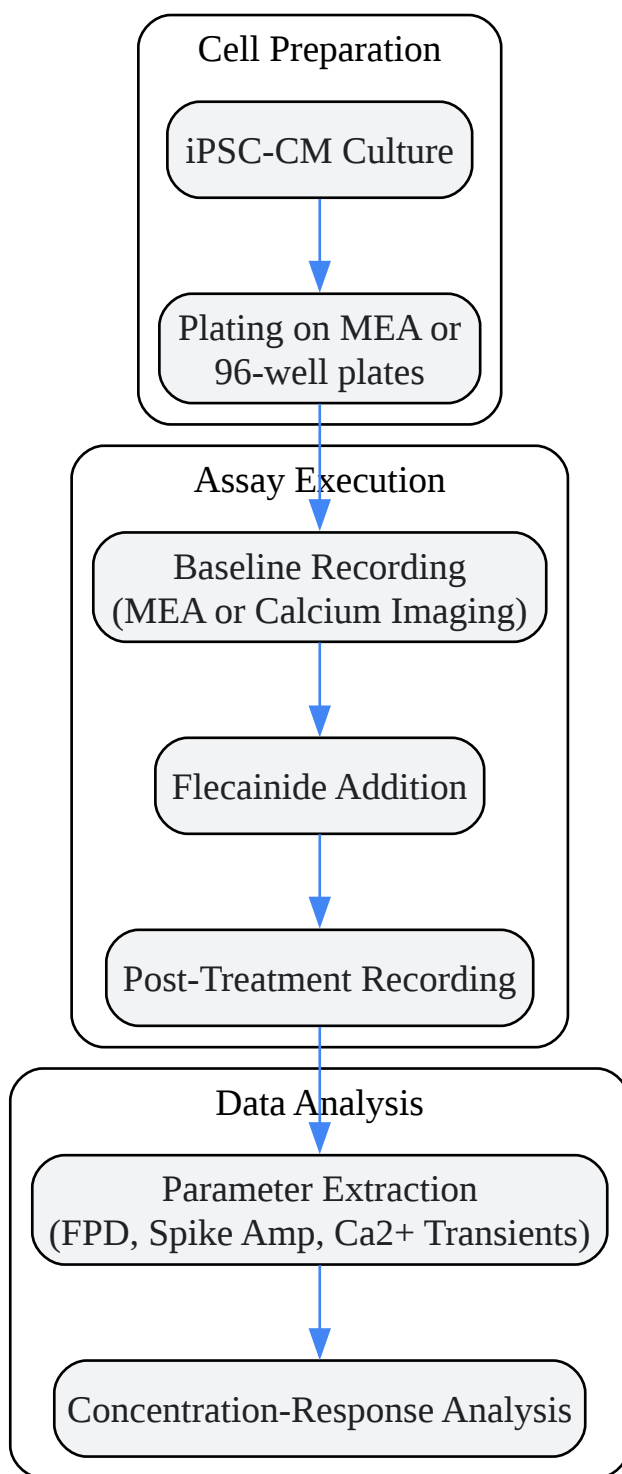 Cell Preparation
iPSC-CM Culture
Plating on MEA or
96-well plates
Assay Execution
Baseline Recording
(MEA or Calcium Imaging)
Flecainide Addition
Post-Treatment Recording
Data Analysis
Parameter Extraction
(FPD, Spike Amp, Ca2+ Transients)
Concentration-Response Analysis